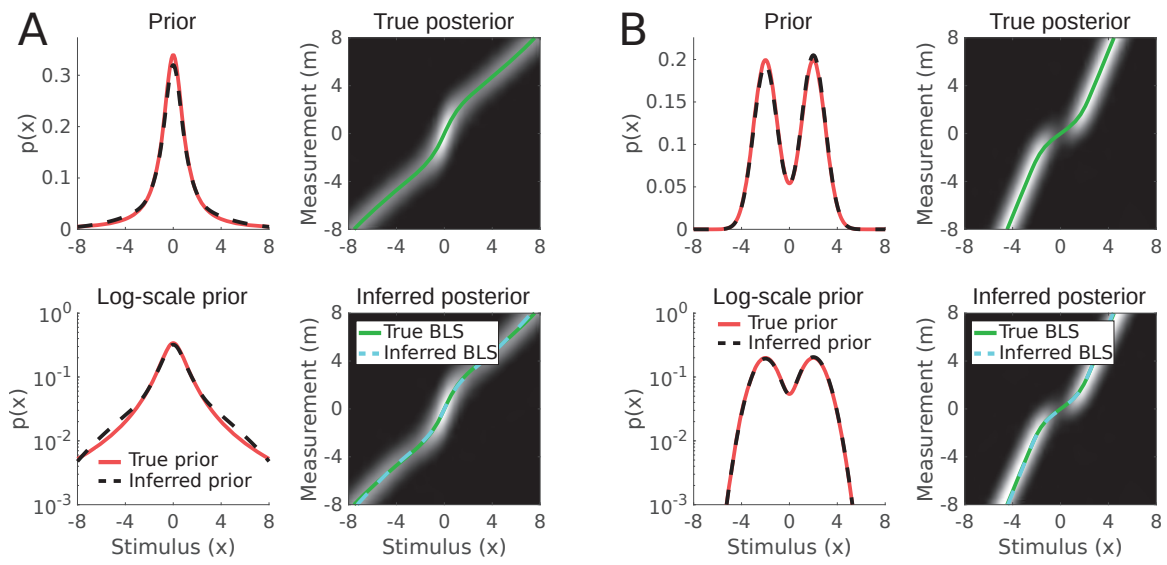 A
Prior
p(x)
0.3
0.2
0.1
0
-8
-4
0
4
8
True posterior
Measurement (m)
8
4
0
-4
-8
-8
-4
0
4
8
Log-scale prior
p(x)
10^0
10^-1
10^-2
10^-3
True prior
Inferred prior
-8
-4
0
4
8
Stimulus (x)
Inferred posterior
Measurement (m)
8
4
0
-4
-8
True BLS
Inferred BLS
-8
-4
0
4
8
Stimulus (x)
B
Prior
p(x)
0.2
0.15
0.1
0.05
0
-8
-4
0
4
8
True posterior
Measurement (m)
8
4
0
-4
-8
-8
-4
0
4
8
Log-scale prior
p(x)
10^0
10^-1
10^-2
10^-3
True prior
Inferred prior
-8
-4
0
4
8
Stimulus (x)
Inferred posterior
Measurement (m)
8
4
0
-4
-8
True BLS
Inferred BLS
-8
-4
0
4
8
Stimulus (x)